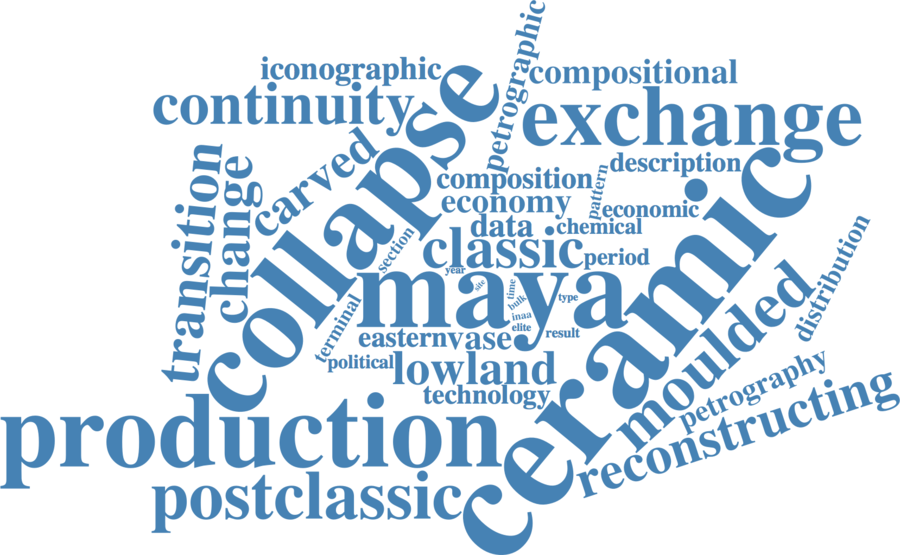 petrographic
iconographic
compositional
continuity
collapse
exchange
carved
transition
change
description
composition
pattern
economy
economic
data
chemical
ceramic
section
classic
period
distribution
year
maya
site
time
bulk
type
inaa
elite
result
terminal
eastern
vase
political
lowland
moulded
technology
petrography
production
reconstructing
postclassic